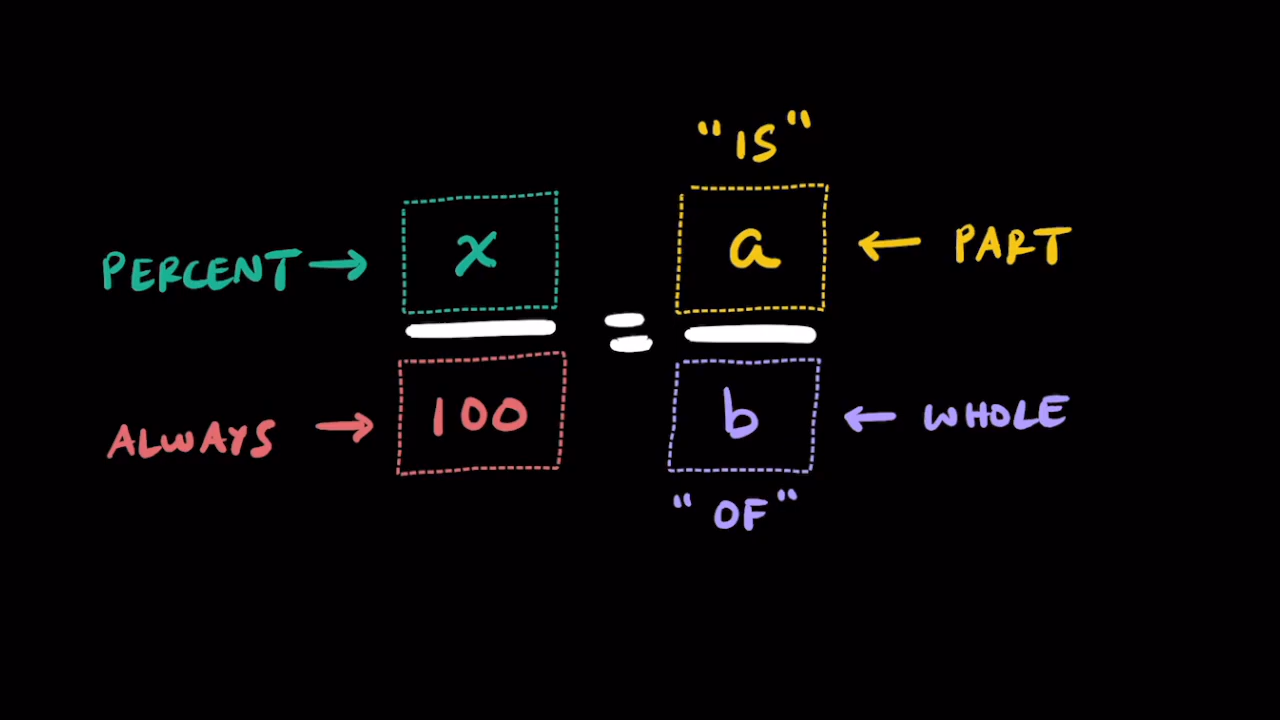 "IS"
PERCENT → x = a ← PART
ALWAYS → 100 b ← WHOLE
"OF"